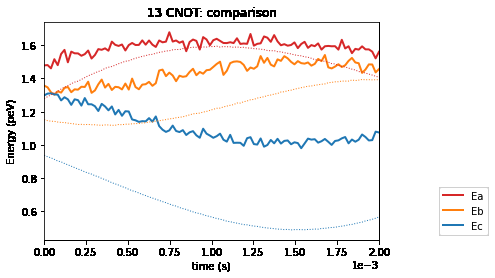 13 CNOT: comparison
Energy (peV)
1.6
1.4
1.2
1.0
0.8
0.6
0.00 0.25 0.50 0.75 1.00 1.25 1.50 1.75 2.00
1e−3
time (s)
Ea
Eb
Ec